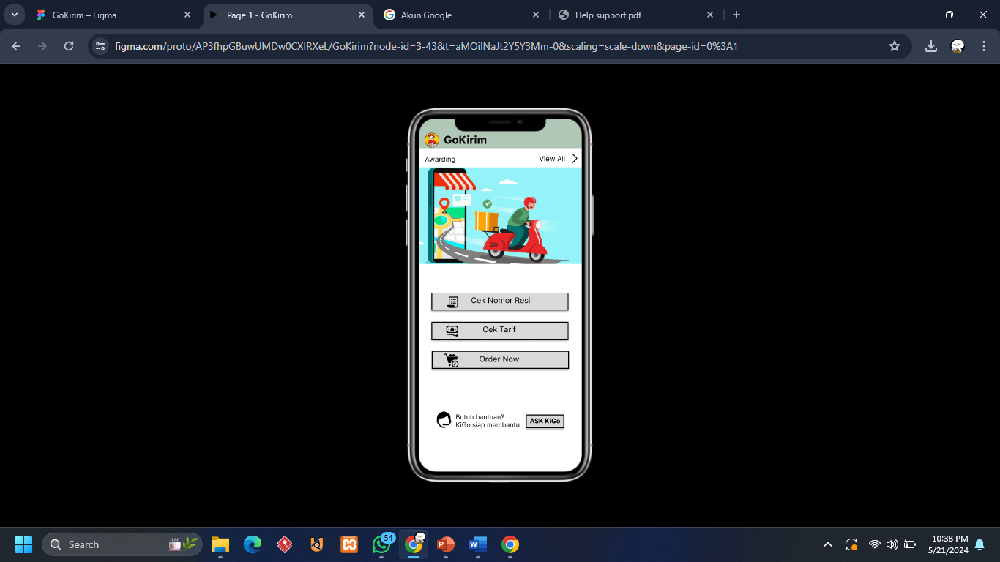 GoKirim – Figma
Page 1 - GoKirim
Akun Google
Help support.pdf
figma.com/proto/AP3fhpGBuwUMDw0CXlRXeL/GoKirim?node-id=3-43&t=aMOiINaJt2Y5Y3Mm-0&scaling=scale-down&page-id=0%3A1
GoKirim
Awarding
View All
Cek Nomor Resi
Cek Tarif
Order Now
Butuh bantuan?
KiGo siap membantu
ASK KiGo
Search
54
10:38 PM
5/21/2024